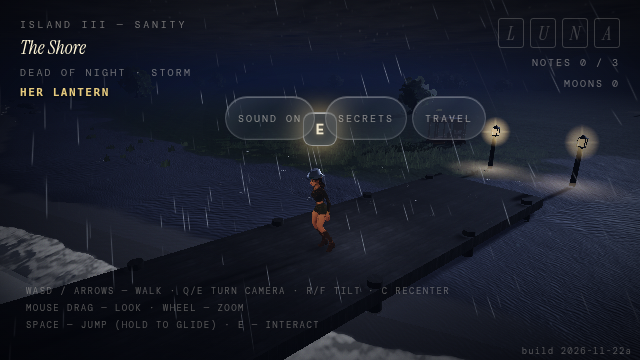 ISLAND III — SANITY
The Shore
DEAD OF NIGHT · STORM
HER LANTERN
L U N A
NOTES 0 / 3
MOONS 0
SOUND ON
E
SECRETS
TRAVEL
WASD / ARROWS — WALK · Q/E TURN CAMERA · R/F TILT · C RECENTER
MOUSE DRAG — LOOK · WHEEL — ZOOM
SPACE — JUMP (HOLD TO GLIDE) · E — INTERACT
build 2026-11-22a